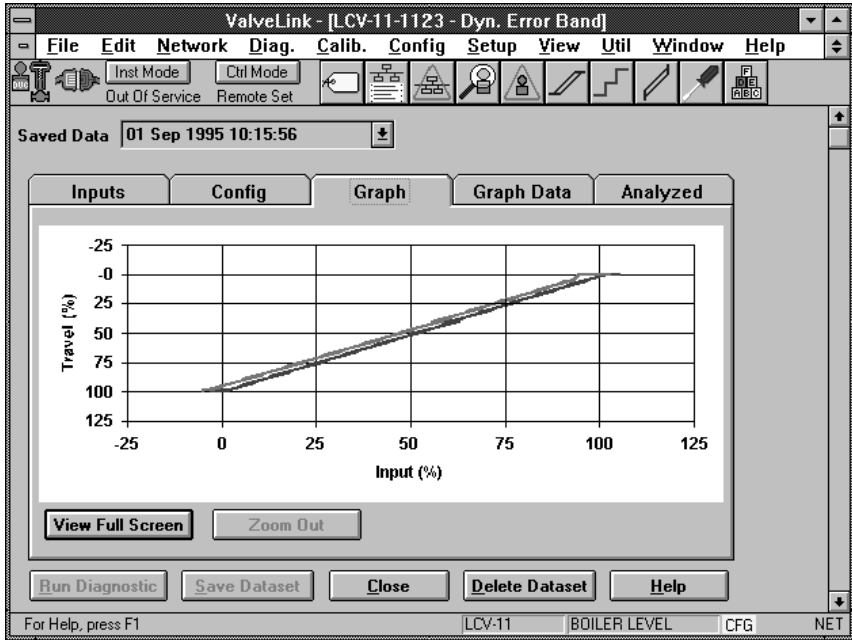 ValveLink - [LCV-11-1123 - Dyn. Error Band]
File Edit Network Diag. Calib. Config Setup View Util Window Help
Inst Mode Ctrl Mode
Out Of Service Remote Set
Saved Data 01 Sep 1995 10:15:56
Inputs Config Graph Graph Data Analyzed
-25
-0
25
50
75
100
125
Travel (%)
-25 0 25 50 75 100 125
Input (%)
View Full Screen Zoom Out
Run Diagnostic Save Dataset Close Delete Dataset Help
For Help, press F1 LCV-11 BOILER LEVEL CFG NET